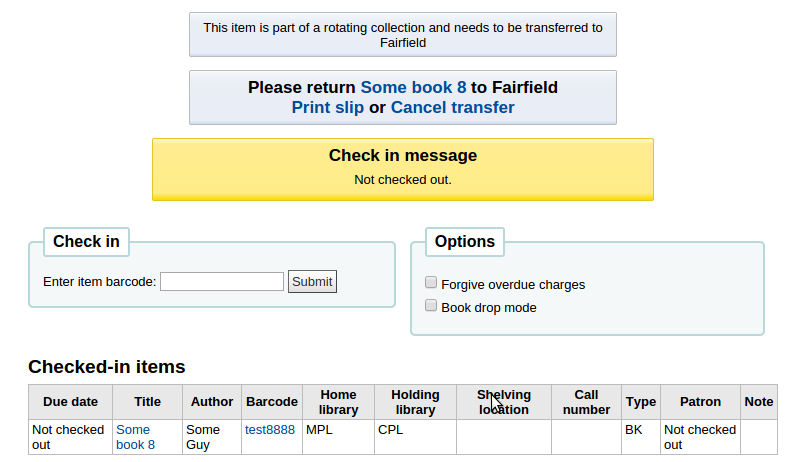 This item is part of a rotating collection and needs to be transferred to
Fairfield
Please return Some book 8 to Fairfield
Print slip or Cancel transfer
Check in message
Not checked out.
Check in
Enter item barcode: Submit
Options
Forgive overdue charges
Book drop mode
Checked-in items
Due date Title Author Barcode Home library Holding library Shelving location Call number Type Patron Note
Not checked out Some book 8 Some Guy test8888 MPL CPL BK Not checked out